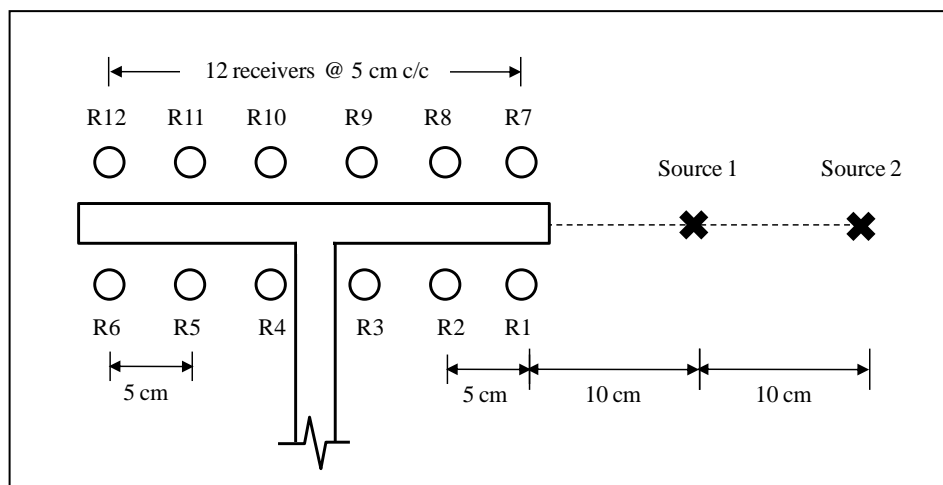 12 receivers @ 5 cm c/c
R12 R11 R10 R9 R8 R7
Source 1 Source 2
R6 R5 R4 R3 R2 R1
5 cm 5 cm 10 cm 10 cm